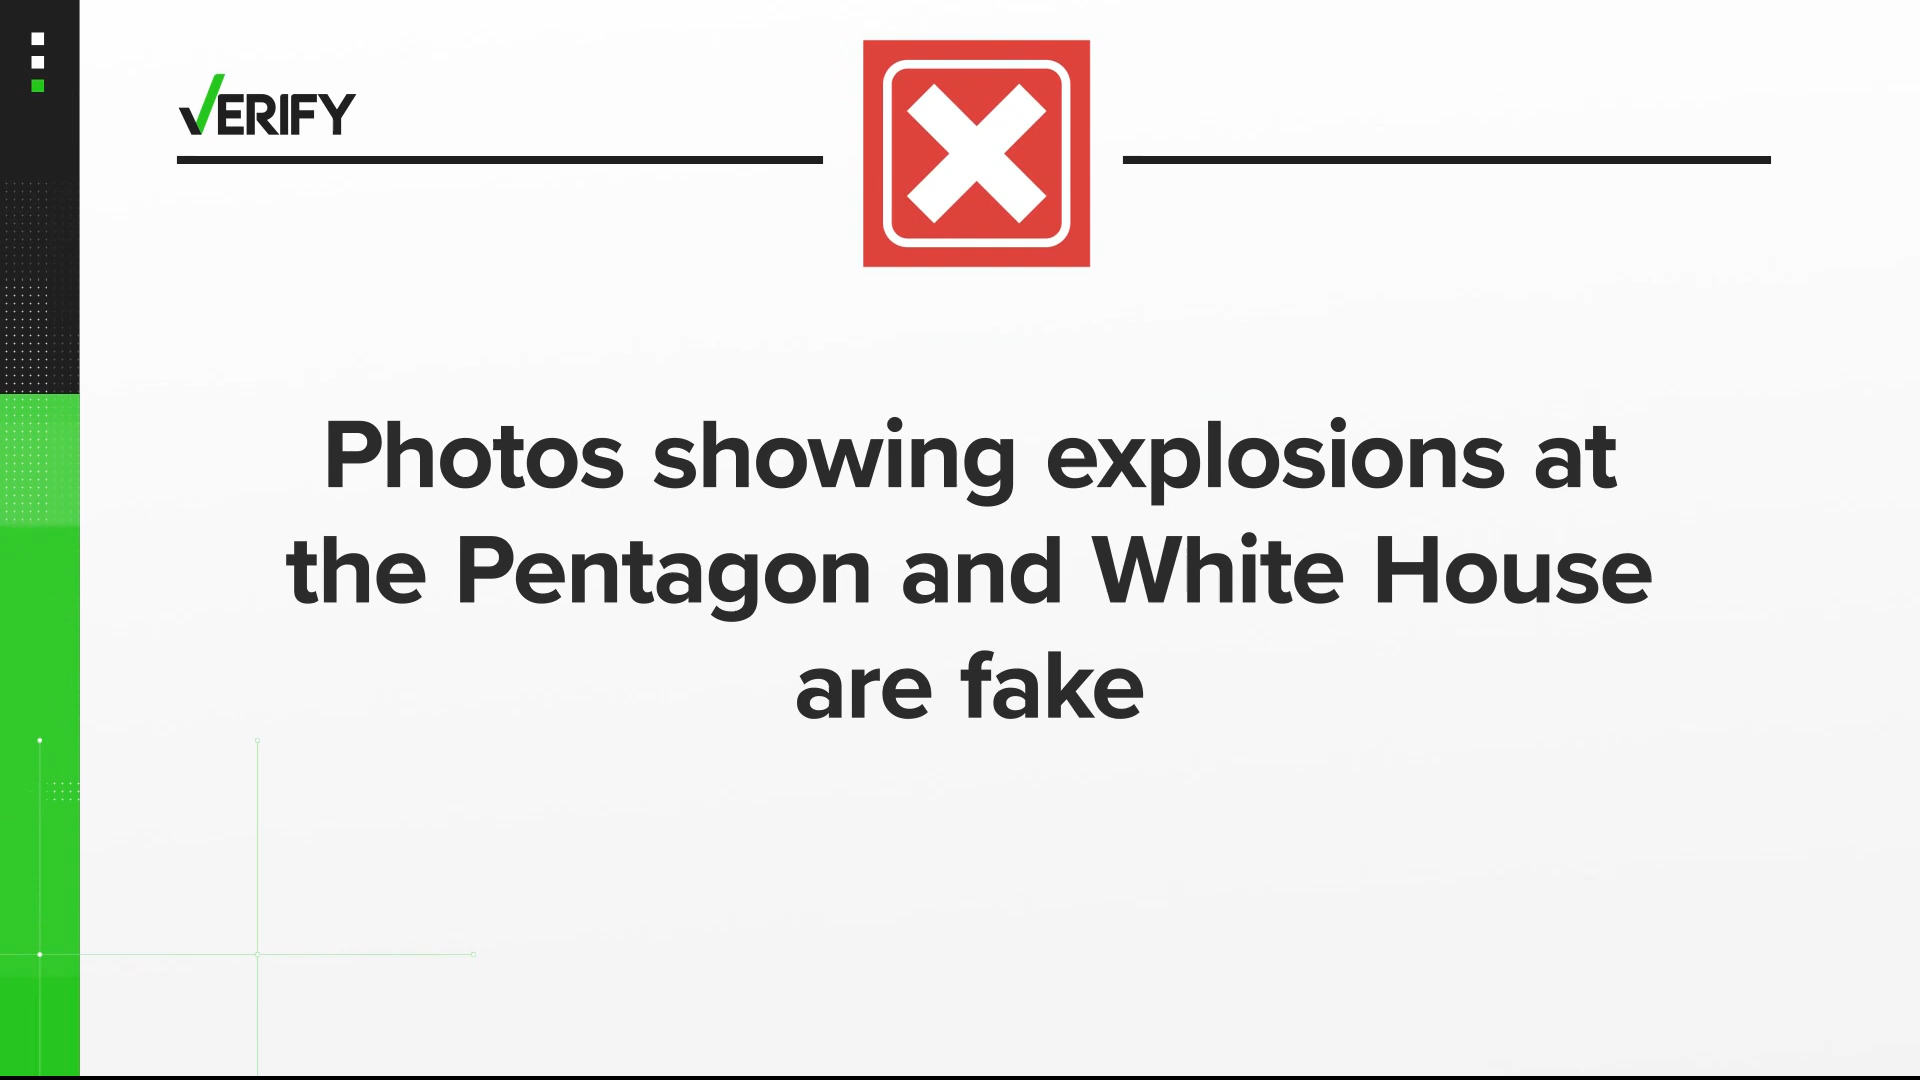 VERIFY
Photos showing explosions at
the Pentagon and White House
are fake